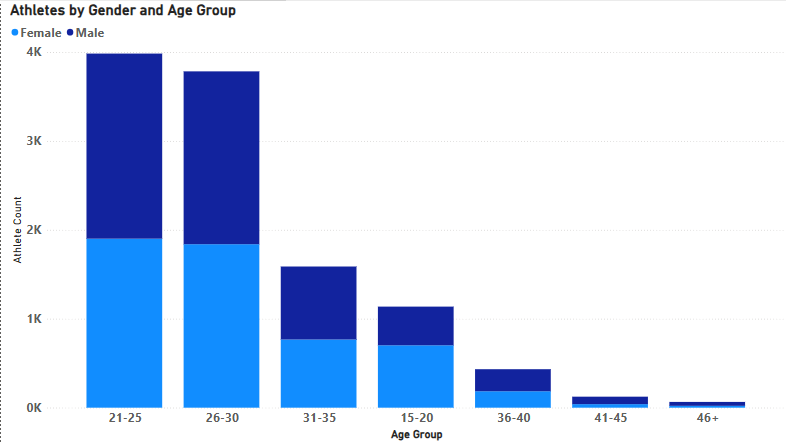 Athletes by Gender and Age Group
Female Male
4K
3K
2K
1K
0K
Athlete Count
21-25 26-30 31-35 15-20 36-40 41-45 46+
Age Group